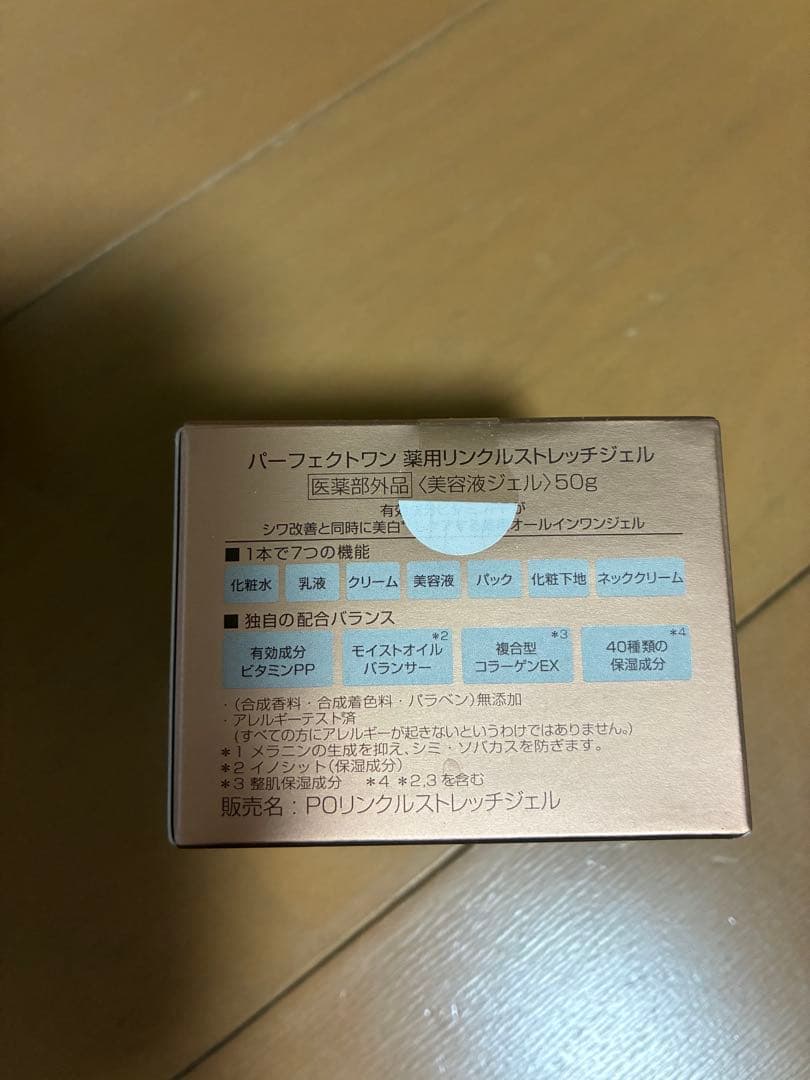 パーフェクトワン 薬用リンクルストレッチジェル
医薬部外品 〈美容液ジェル〉50g
有 が
シワ改善と同時に美白 オールインワンジェル
■ 1本で7つの機能
化粧水 乳液 クリーム 美容液 パック 化粧下地 ネッククリーム
■ 独自の配合バランス
有効成分 モイストオイル*2 複合型*3 40種類の*4
ビタミンPP バランサー コラーゲンEX 保湿成分
・(合成香料・合成着色料・パラベン)無添加
・アレルギーテスト済
(すべての方にアレルギーが起きないというわけではありません。)
*1 メラニンの生成を抑え、シミ・ソバカスを防ぎます。
*2 イノシット(保湿成分)
*3 整肌保湿成分 *4 *2,3を含む
販売名:POリンクルストレッチジェル